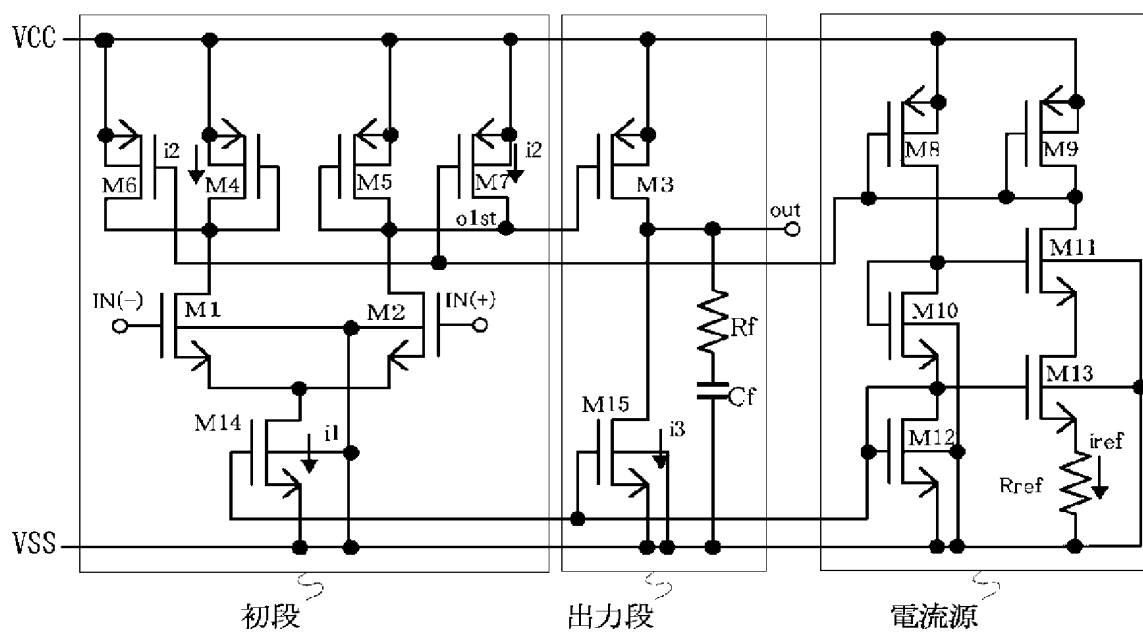 VCC
i2
i2
M6
M4
M5
M7
M3
M8
M9
o1st
out
IN(-)
M1
M2
IN(+)
M11
M10
Rf
M13
Cf
M14
i1
M15
i3
M12
iref
Rref
VSS
初段
出力段
電流源